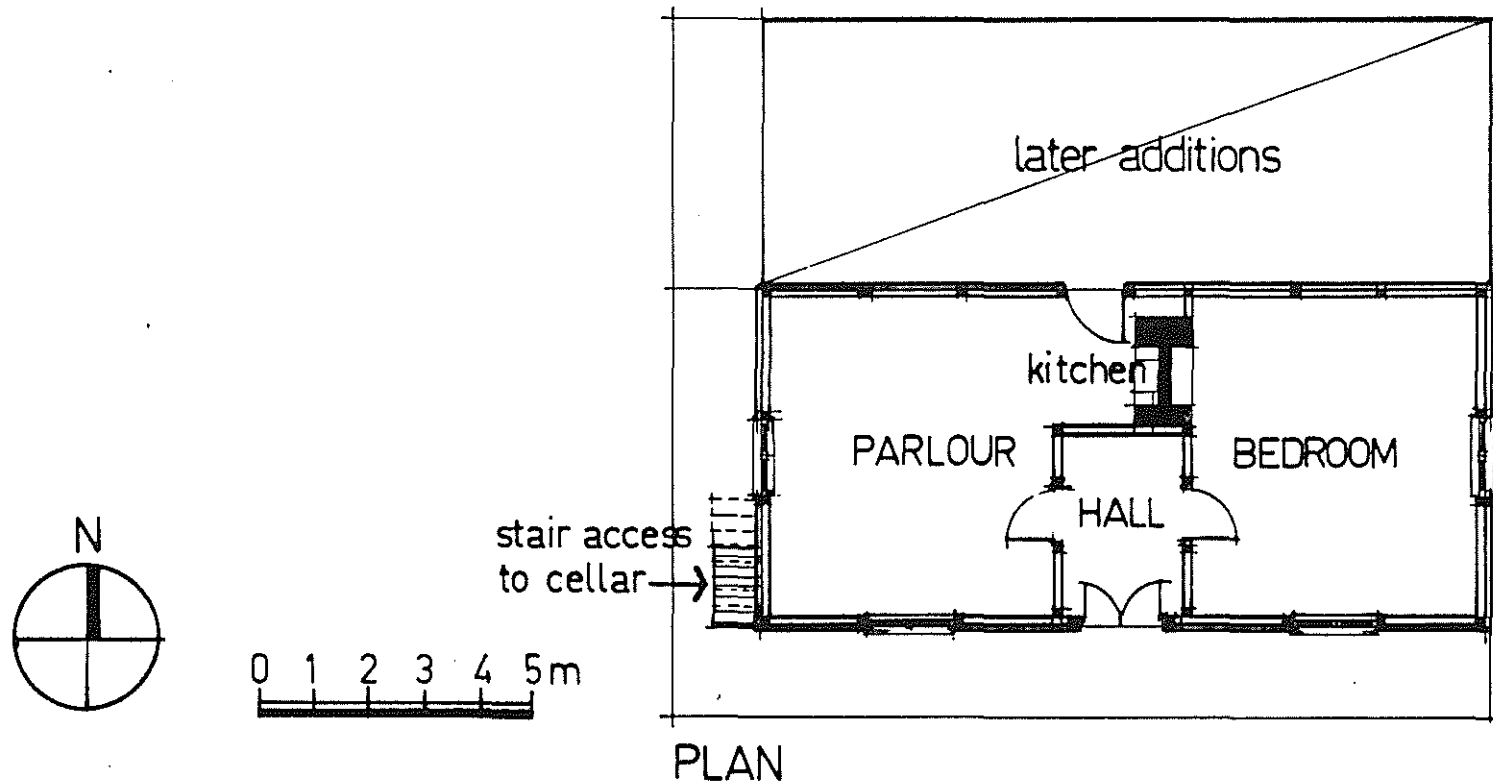 later additions
kitchen
PARLOUR
BEDROOM
HALL
stair access
to cellar
N
0 1 2 3 4 5m
PLAN